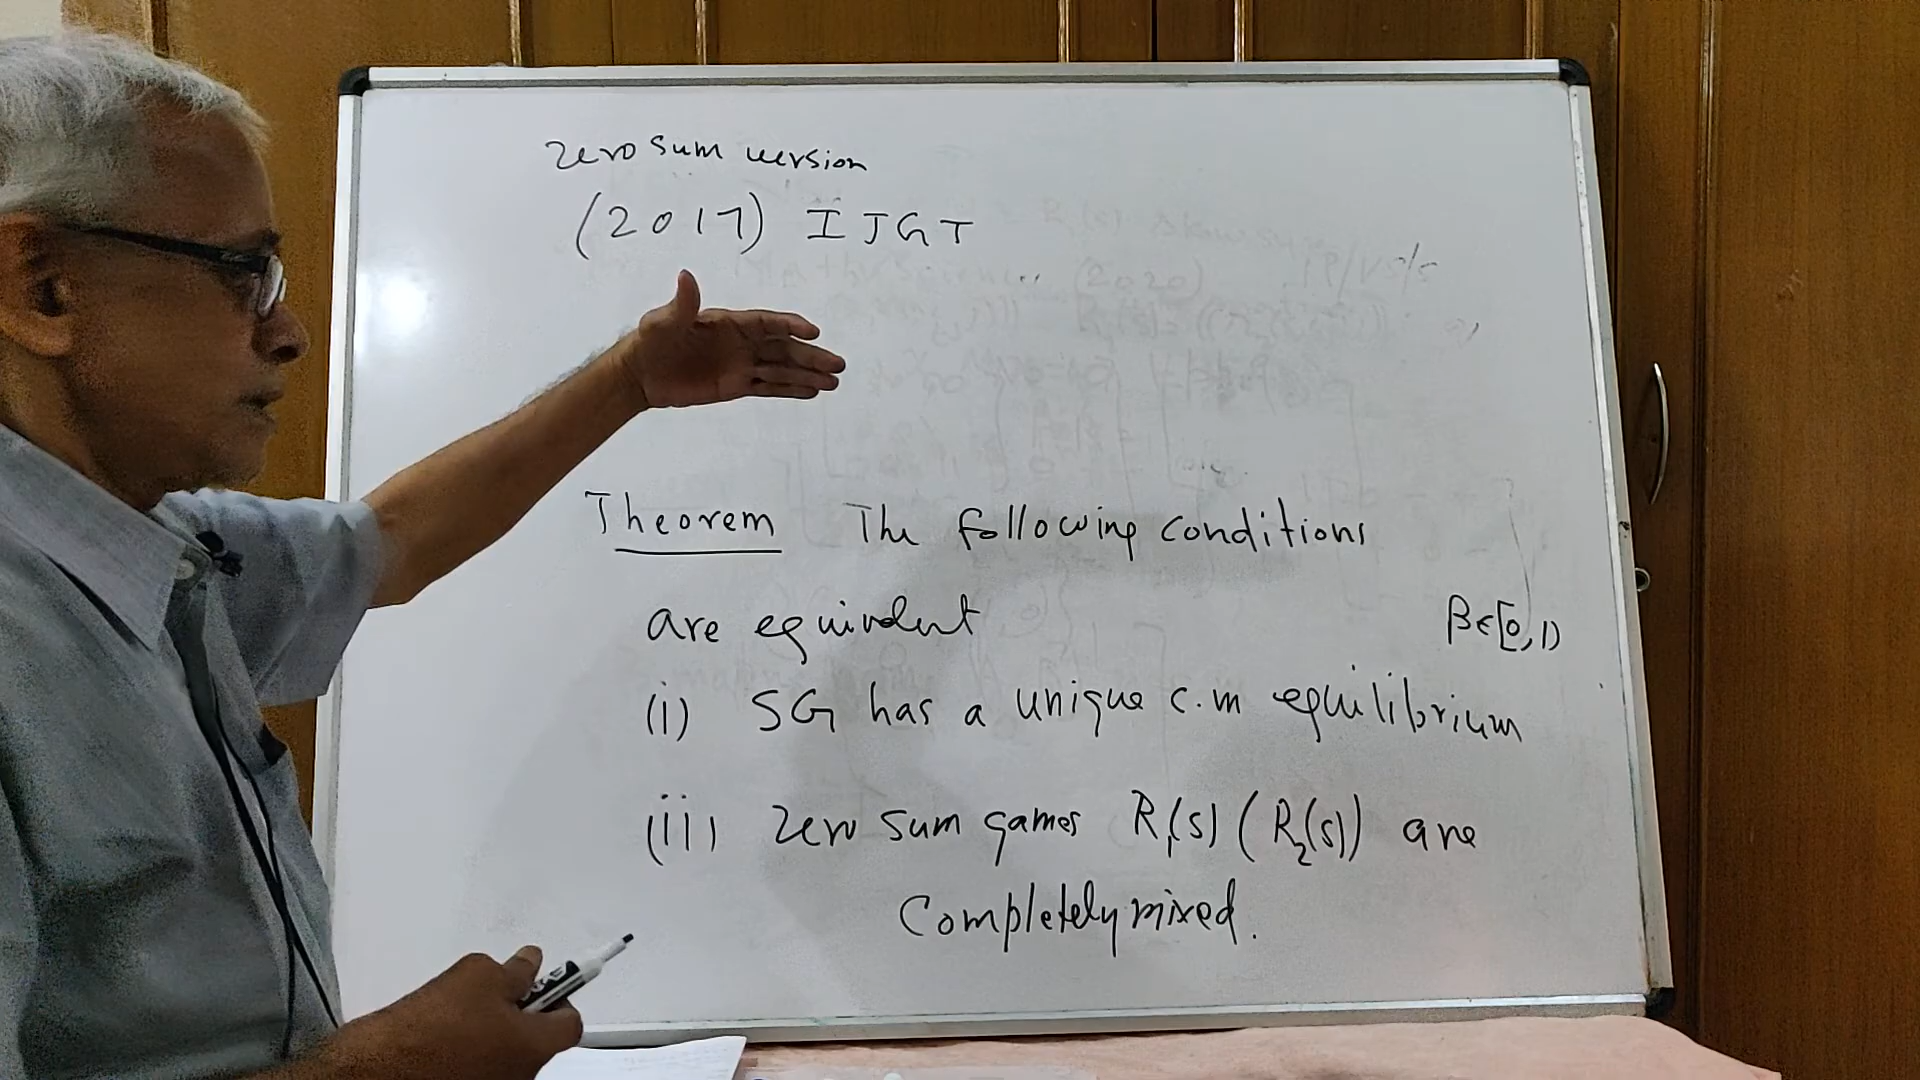 zero sum version
(2017) IJGT
(2020)
Theorem The following conditions
are equivalent β∈[0,1)
(i) SG has a unique c.m equilibrium
(ii) zero sum games R₁(s) (R₂(s)) are
Completely mixed.